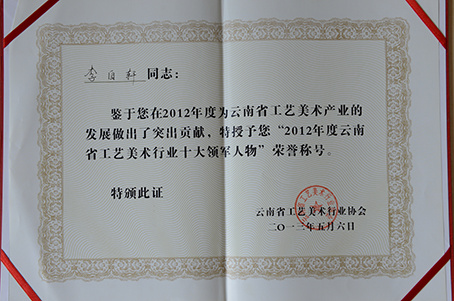 李自轩 同志：
鉴于您在2012年度为云南省工艺美术产业的
发展做出了突出贡献，特授予您“2012年度云南
省工艺美术行业十大领军人物”荣誉称号。
特颁此证
云南省工艺美术行业协会
二〇一三年五月六日